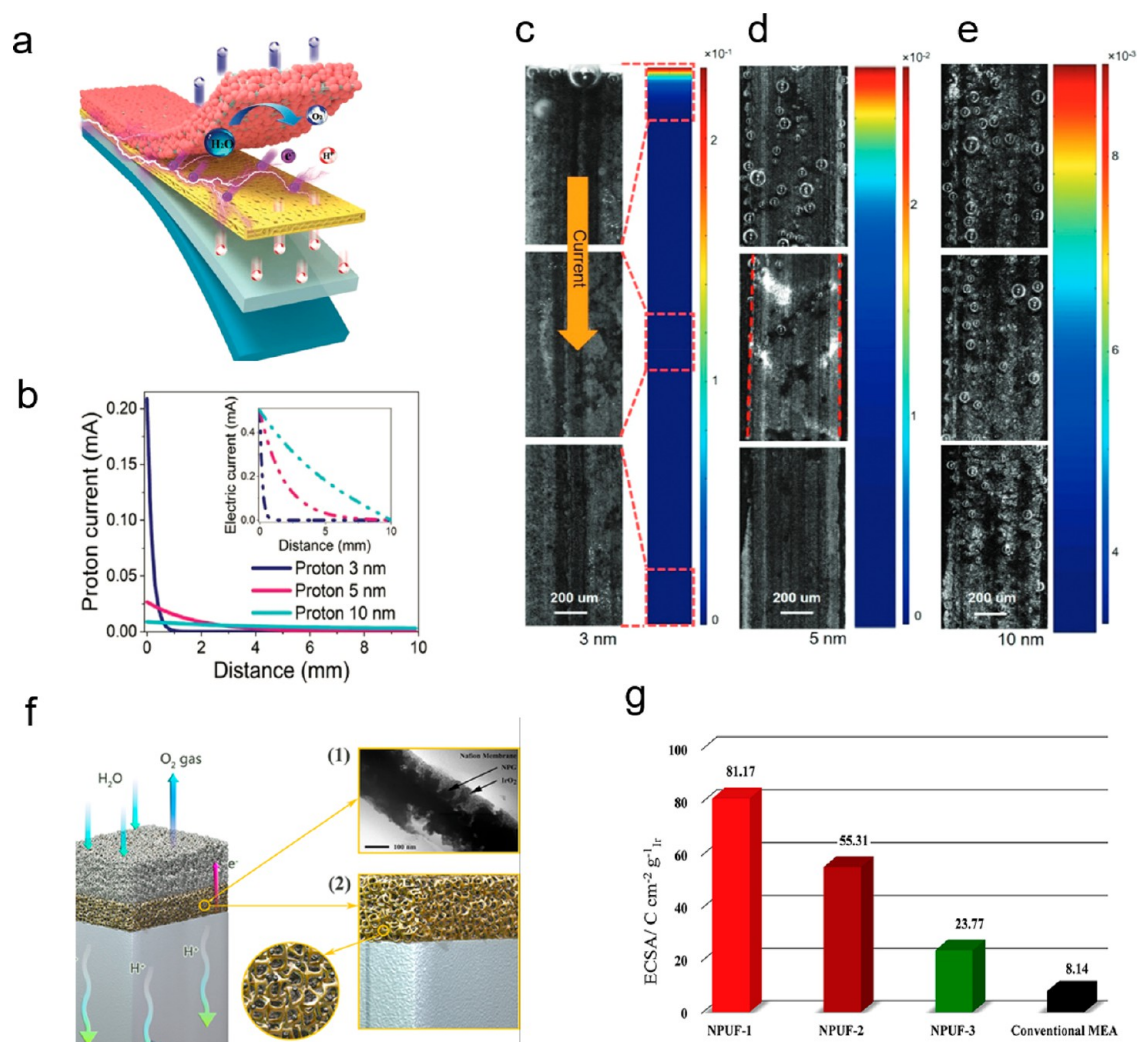 a
H₂O
O₂
e⁻
H⁺
b
Proton current (mA)
0.20
0.15
0.10
0.05
0.00
0
2
4
6
8
10
Distance (mm)
Electric current (mA)
0.4
0.2
0.0
0
5
10
Distance (mm)
Proton 3 nm
Proton 5 nm
Proton 10 nm
c
Current
200 um
3 nm
×10⁻¹
2
1
0
d
200 um
5 nm
×10⁻²
2
1
0
e
200 um
10 nm
×10⁻³
8
6
4
f
H₂O
O₂ gas
e⁻
H⁺
H⁺
(1)
Nafion Membrane
NPG
IrO₂
100 nm
(2)
g
ECSA/ C cm⁻² g⁻¹Ir
100
80
60
40
20
0
81.17
55.31
23.77
8.14
NPUF-1
NPUF-2
NPUF-3
Conventional MEA